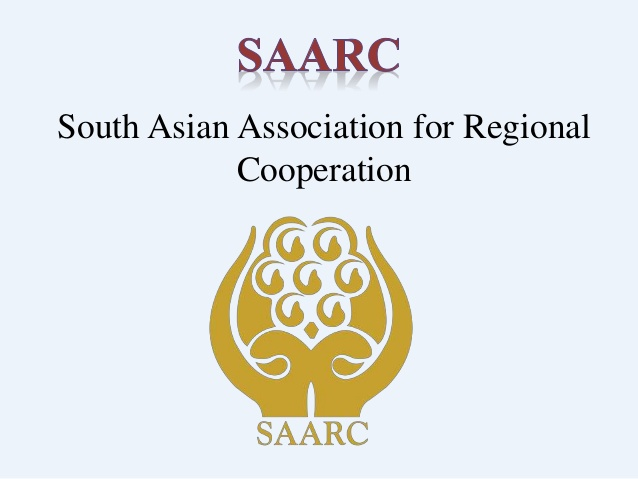 SAARC
South Asian Association for Regional
Cooperation
SAARC